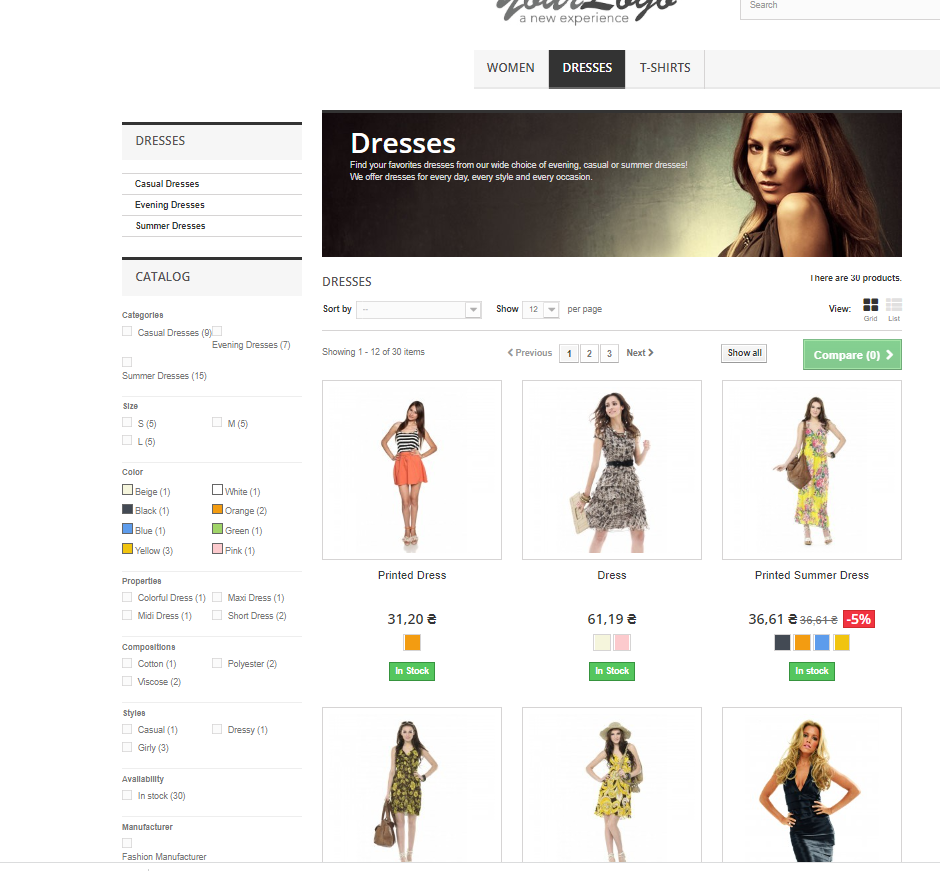 YourLogo
a new experience
Search
WOMEN DRESSES T-SHIRTS
DRESSES
Casual Dresses
Evening Dresses
Summer Dresses
CATALOG
Categories
Casual Dresses (9)
Evening Dresses (7)
Summer Dresses (15)
Size
S (5) M (5)
L (5)
Color
Beige (1) White (1)
Black (1) Orange (2)
Blue (1) Green (1)
Yellow (3) Pink (1)
Properties
Colorful Dress (1) Maxi Dress (1)
Midi Dress (1) Short Dress (2)
Compositions
Cotton (1) Polyester (2)
Viscose (2)
Styles
Casual (1) Dressy (1)
Girly (3)
Availability
In stock (30)
Manufacturer
Fashion Manufacturer
Dresses
Find your favorites dresses from our wide choice of evening, casual or summer dresses!
We offer dresses for every day, every style and every occasion.
DRESSES There are 30 products.
Sort by -- Show 12 per page View:
Grid List
Showing 1 - 12 of 30 items Previous 1 2 3 Next Show all Compare (0)
Printed Dress Dress Printed Summer Dress
31,20 ₴ 61,19 ₴ 36,61 ₴ 36,61 ₴ -5%
In Stock In Stock In stock